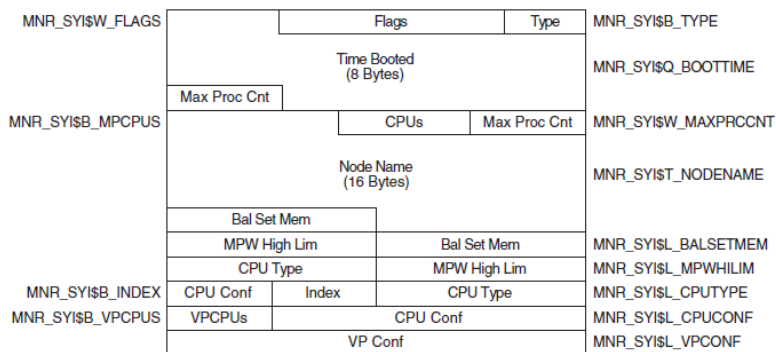 MNR_SYI$W_FLAGS Flags Type MNR_SYI$B_TYPE
Time Booted
(8 Bytes) MNR_SYI$Q_BOOTTIME
Max Proc Cnt
MNR_SYI$B_MPCPUS CPUs Max Proc Cnt MNR_SYI$W_MAXPRCCNT
Node Name
(16 Bytes) MNR_SYI$T_NODENAME
Bal Set Mem
MPW High Lim Bal Set Mem MNR_SYI$L_BALSETMEM
CPU Type MPW High Lim MNR_SYI$L_MPWHILIM
MNR_SYI$B_INDEX CPU Conf Index CPU Type MNR_SYI$L_CPUTYPE
MNR_SYI$B_VPCPUS VPCPUs CPU Conf MNR_SYI$L_CPUCONF
VP Conf MNR_SYI$L_VPCONF